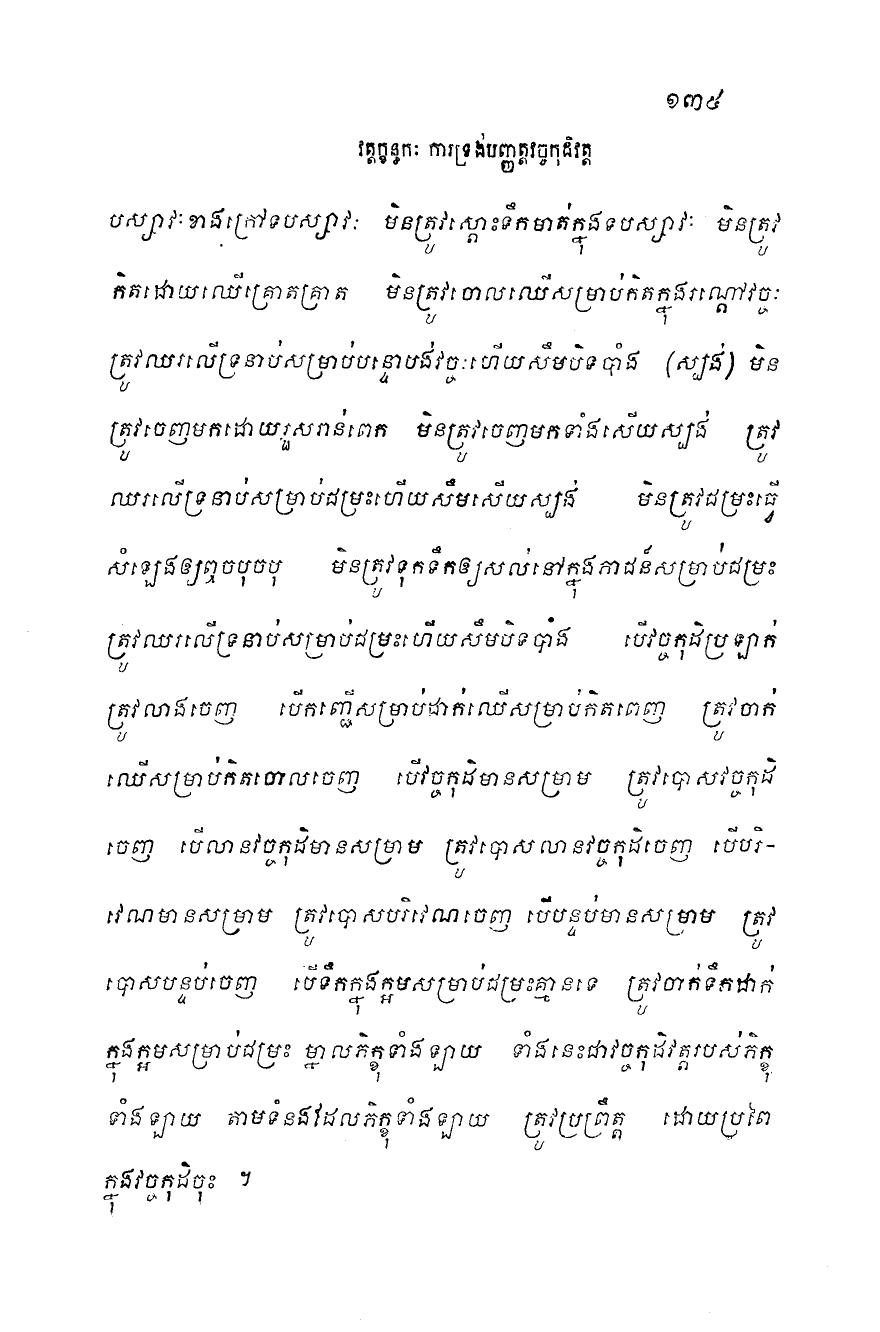 ១៣៩
វត្តក្ខន្ធកៈ ការទ្រង់បញ្ញត្តវច្ចកុដិវត្ត
បស្សាវៈខាងក្រៅទបស្សាវៈ មិនត្រូវស្តោះទឹកមាត់ក្នុងទបស្សាវៈ មិនត្រូវ
កិតដោយឈើគ្រោតគ្រាត មិនត្រូវចោលឈើសម្រាប់កិតក្នុងរណ្តៅវច្ចៈ
ត្រូវឈរលើទ្រនាប់សម្រាប់បន្ទោបង់វច្ចៈហើយសឹមបិទបាំង (ស្បង់) មិន
ត្រូវចេញមកដោយរួសរាន់ពេក មិនត្រូវចេញមកទាំងសើយស្បង់ ត្រូវ
ឈរលើទ្រនាប់សម្រាប់ជម្រះហើយសឹមសើយស្បង់ មិនត្រូវជម្រះធ្វើ
សំឡេងឲ្យឮចបុចបុ មិនត្រូវទុកទឹកឲ្យសល់នៅក្នុងភាជន៍សម្រាប់ជម្រះ
ត្រូវឈរលើទ្រនាប់សម្រាប់ជម្រះហើយសឹមបិទបាំង បើវច្ចកុដិប្រឡាក់
ត្រូវលាងចេញ បើកញ្ជើសម្រាប់ដាក់ឈើសម្រាប់កិតពេញ ត្រូវចាក់
ឈើសម្រាប់កិតចោលចេញ បើវច្ចកុដិមានសម្រាម ត្រូវបោសវច្ចកុដិ
ចេញ បើលានវច្ចកុដិមានសម្រាម ត្រូវបោសលានវច្ចកុដិចេញ បើបរិ-
វេណមានសម្រាម ត្រូវបោសបរិវេណចេញ បើបន្ទប់មានសម្រាម ត្រូវ
បោសបន្ទប់ចេញ បើទឹកក្នុងក្អមសម្រាប់ជម្រះគ្មានទេ ត្រូវចាក់ទឹកដាក់
ក្នុងក្អមសម្រាប់ជម្រះ ម្នាលភិក្ខុទាំងឡាយ ទាំងនេះជាវច្ចកុដិវត្តរបស់ភិក្ខុ
ទាំងឡាយ តាមទំនងដែលភិក្ខុទាំងឡាយ ត្រូវប្រព្រឹត្ត ដោយប្រពៃ
ក្នុងវច្ចកុដិចុះ ។